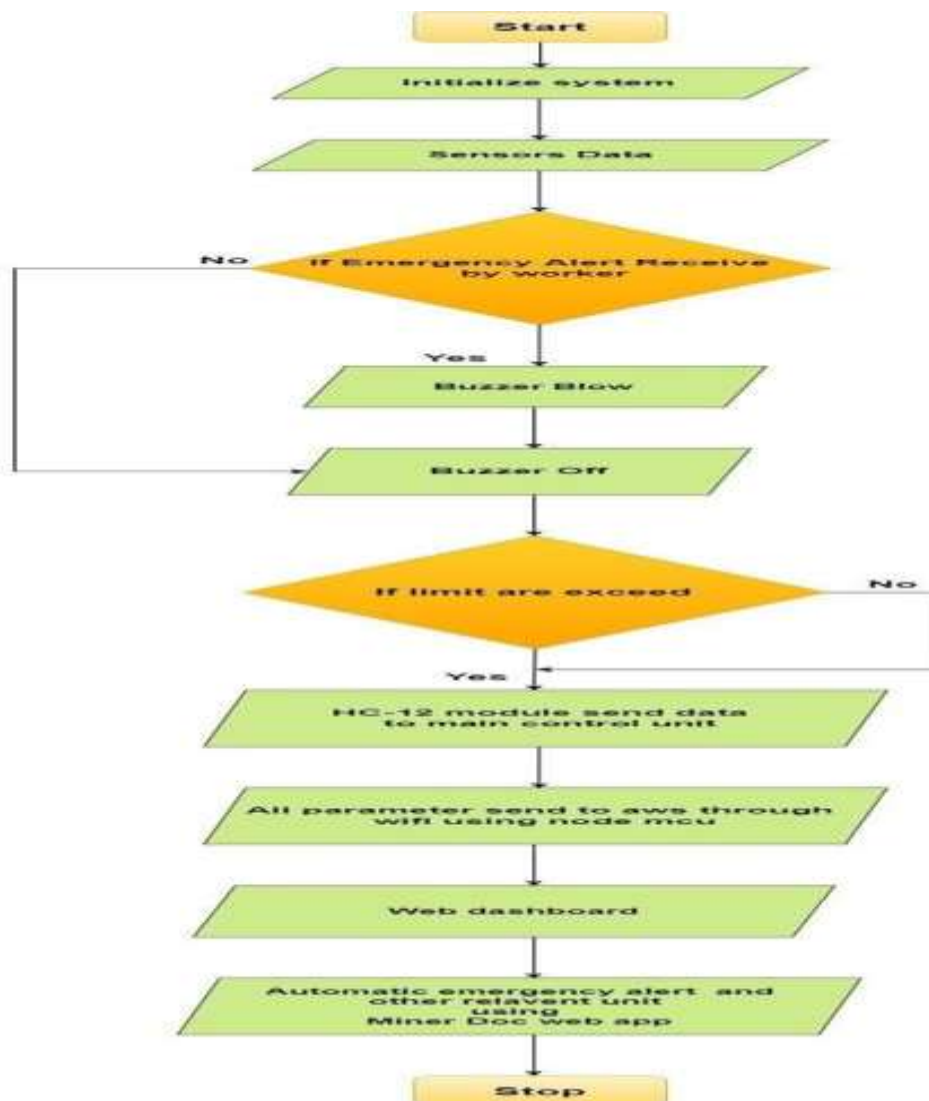 Start
Initialize system
Sensors Data
No
if Emergency Alert Receive
by worker
Yes
Buzzer Blow
Buzzer Off
If limit are exceed
No
Yes
HC-12 module send data
to main control unit
All parameter send to aws through
wifi using node mcu
Web dashboard
Automatic emergency alert and
other relavent unit
using
Miner Doc web app
Stop